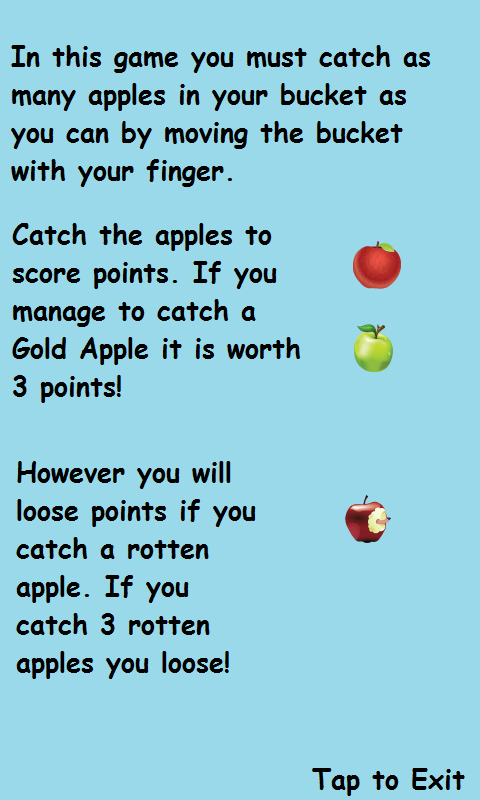 In this game you must catch as
many apples in your bucket as
you can by moving the bucket
with your finger.
Catch the apples to
score points. If you
manage to catch a
Gold Apple it is worth
3 points!
However you will
loose points if you
catch a rotten
apple. If you
catch 3 rotten
apples you loose!
Tap to Exit